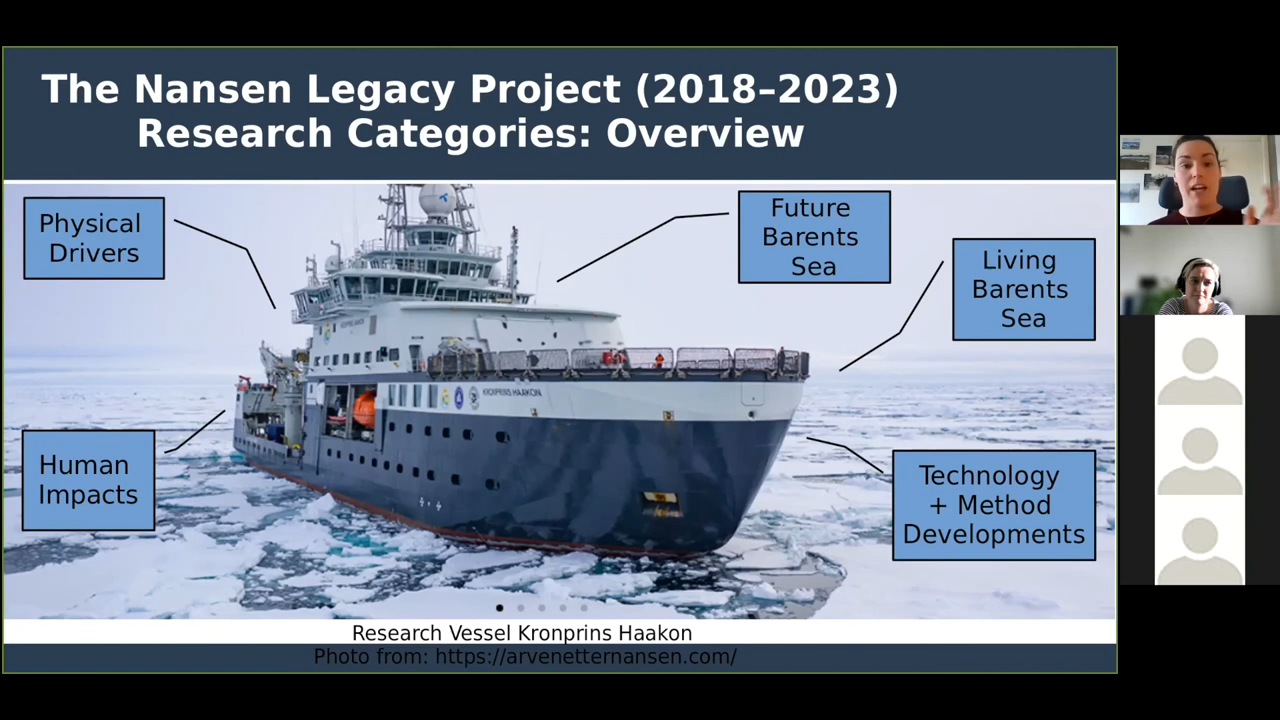 The Nansen Legacy Project (2018–2023)
Research Categories: Overview
Physical
Drivers
Future
Barents
Sea
Living
Barents
Sea
KRONPRINS HAAKON
Human
Impacts
Technology
+ Method
Developments
Research Vessel Kronprins Haakon
Photo from: https://arvenetternansen.com/